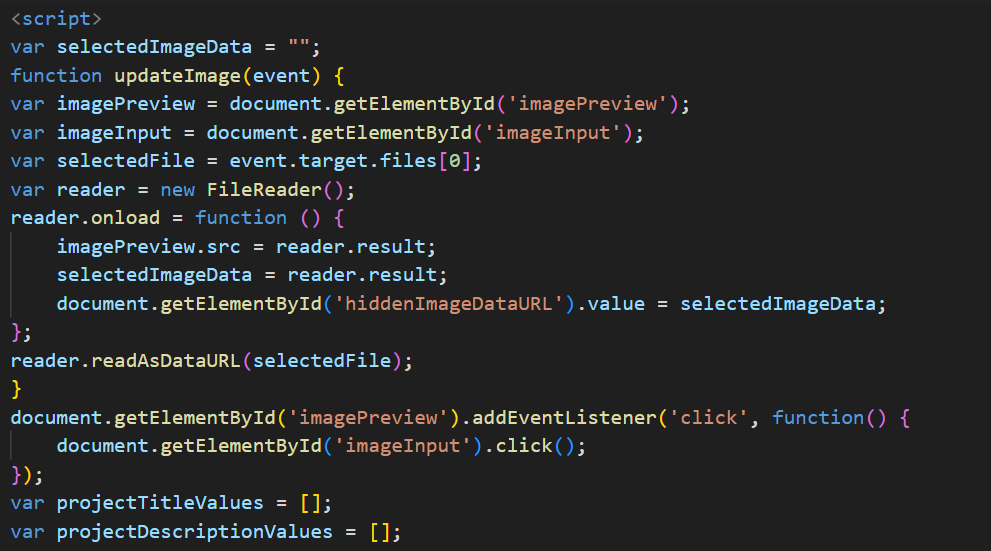 <script>
var selectedImageData = "";
function updateImage(event) {
var imagePreview = document.getElementById('imagePreview');
var imageInput = document.getElementById('imageInput');
var selectedFile = event.target.files[0];
var reader = new FileReader();
reader.onload = function () {
    imagePreview.src = reader.result;
    selectedImageData = reader.result;
    document.getElementById('hiddenImageDataURL').value = selectedImageData;
};
reader.readAsDataURL(selectedFile);
}
document.getElementById('imagePreview').addEventListener('click', function() {
    document.getElementById('imageInput').click();
});
var projectTitleValues = [];
var projectDescriptionValues = [];